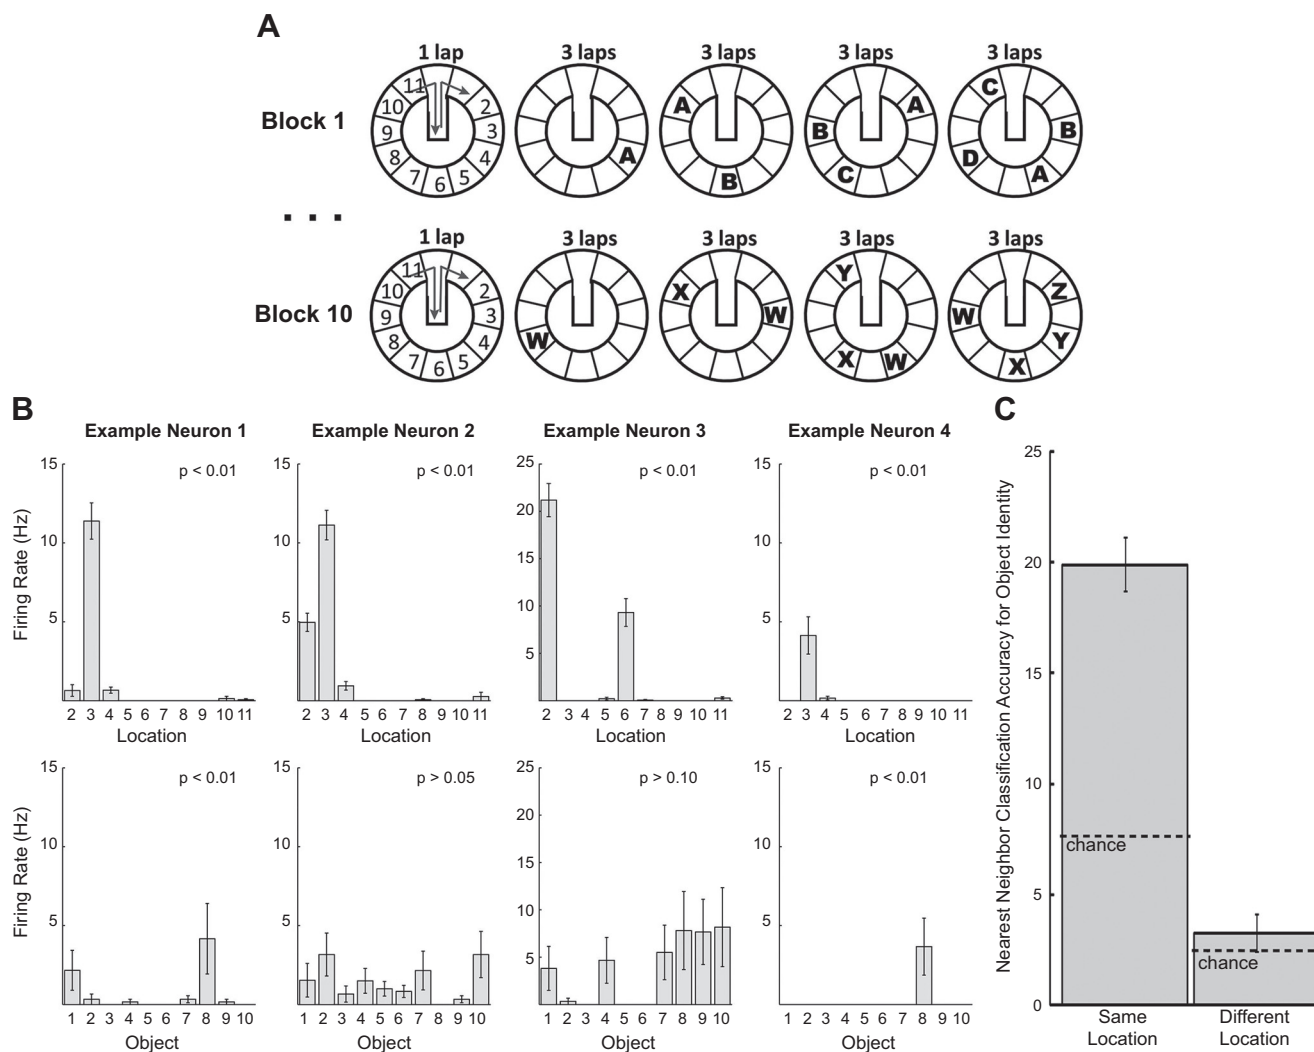 A
1 lap 3 laps 3 laps 3 laps 3 laps
Block 1
11 2 3 4 5 6 7 8 9 10
A
A B
A B C
C B D A
. . .
1 lap 3 laps 3 laps 3 laps 3 laps
Block 10
11 2 3 4 5 6 7 8 9 10
W
X W
Y X W
Z W Y X
B
Example Neuron 1 Example Neuron 2 Example Neuron 3 Example Neuron 4
Firing Rate (Hz)
15 10 5
p < 0.01
2 3 4 5 6 7 8 9 10 11
Location
15 10 5
p < 0.01
2 3 4 5 6 7 8 9 10 11
Location
25 20 15 10 5
p < 0.01
2 3 4 5 6 7 8 9 10 11
Location
15 10 5
p < 0.01
2 3 4 5 6 7 8 9 10 11
Location
Firing Rate (Hz)
15 10 5
p < 0.01
1 2 3 4 5 6 7 8 9 10
Object
15 10 5
p > 0.05
1 2 3 4 5 6 7 8 9 10
Object
25 20 15 10 5
p > 0.10
1 2 3 4 5 6 7 8 9 10
Object
15 10 5
p < 0.01
1 2 3 4 5 6 7 8 9 10
Object
C
Nearest Neighbor Classification Accuracy for Object Identity
25
20
15
10
5
0
chance
chance
Same Location
Different Location